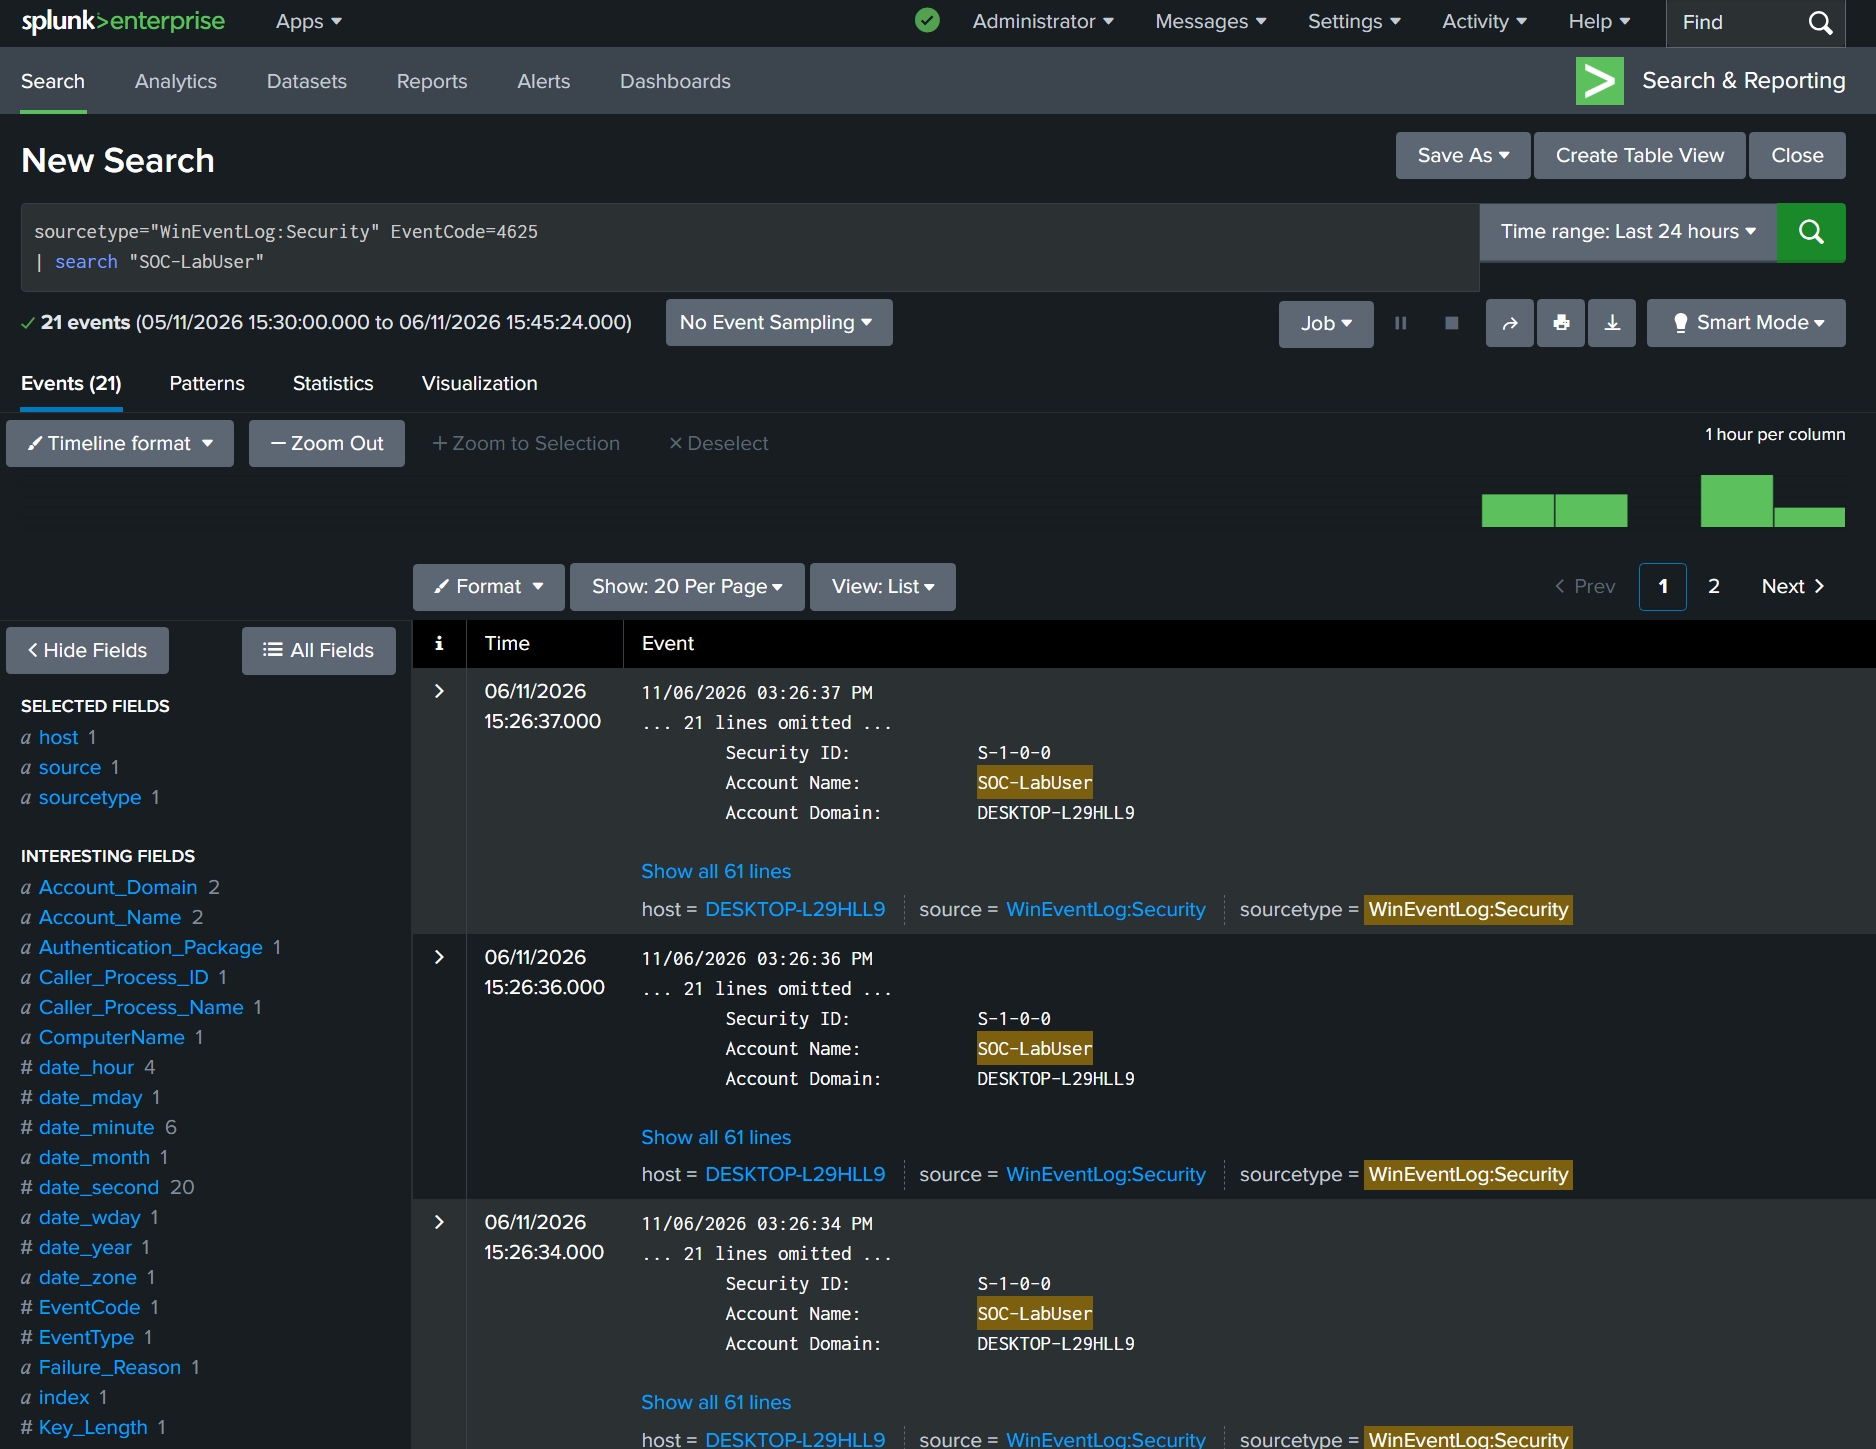 splunk>enterprise Apps Administrator Messages Settings Activity Help Find
Search Analytics Datasets Reports Alerts Dashboards Search & Reporting
New Search Save As Create Table View Close
sourcetype="WinEventLog:Security" EventCode=4625 Time range: Last 24 hours
| search "SOC-LabUser"
21 events (05/11/2026 15:30:00.000 to 06/11/2026 15:45:24.000) No Event Sampling Job Smart Mode
Events (21) Patterns Statistics Visualization
Timeline format — Zoom Out + Zoom to Selection × Deselect 1 hour per column
Format Show: 20 Per Page View: List < Prev 1 2 Next >
< Hide Fields All Fields
SELECTED FIELDS
a host 1
a source 1
a sourcetype 1
INTERESTING FIELDS
a Account_Domain 2
a Account_Name 2
a Authentication_Package 1
a Caller_Process_ID 1
a Caller_Process_Name 1
a ComputerName 1
# date_hour 4
# date_mday 1
# date_minute 6
a date_month 1
# date_second 20
a date_wday 1
# date_year 1
a date_zone 1
# EventCode 1
# EventType 1
a Failure_Reason 1
a index 1
# Key_Length 1
i Time Event
06/11/2026 15:26:37.000
11/06/2026 03:26:37 PM
... 21 lines omitted ...
Security ID: S-1-0-0
Account Name: SOC-LabUser
Account Domain: DESKTOP-L29HLL9
Show all 61 lines
host = DESKTOP-L29HLL9 source = WinEventLog:Security sourcetype = WinEventLog:Security
06/11/2026 15:26:36.000
11/06/2026 03:26:36 PM
... 21 lines omitted ...
Security ID: S-1-0-0
Account Name: SOC-LabUser
Account Domain: DESKTOP-L29HLL9
Show all 61 lines
host = DESKTOP-L29HLL9 source = WinEventLog:Security sourcetype = WinEventLog:Security
06/11/2026 15:26:34.000
11/06/2026 03:26:34 PM
... 21 lines omitted ...
Security ID: S-1-0-0
Account Name: SOC-LabUser
Account Domain: DESKTOP-L29HLL9
Show all 61 lines
host = DESKTOP-L29HLL9 source = WinEventLog:Security sourcetype = WinEventLog:Security